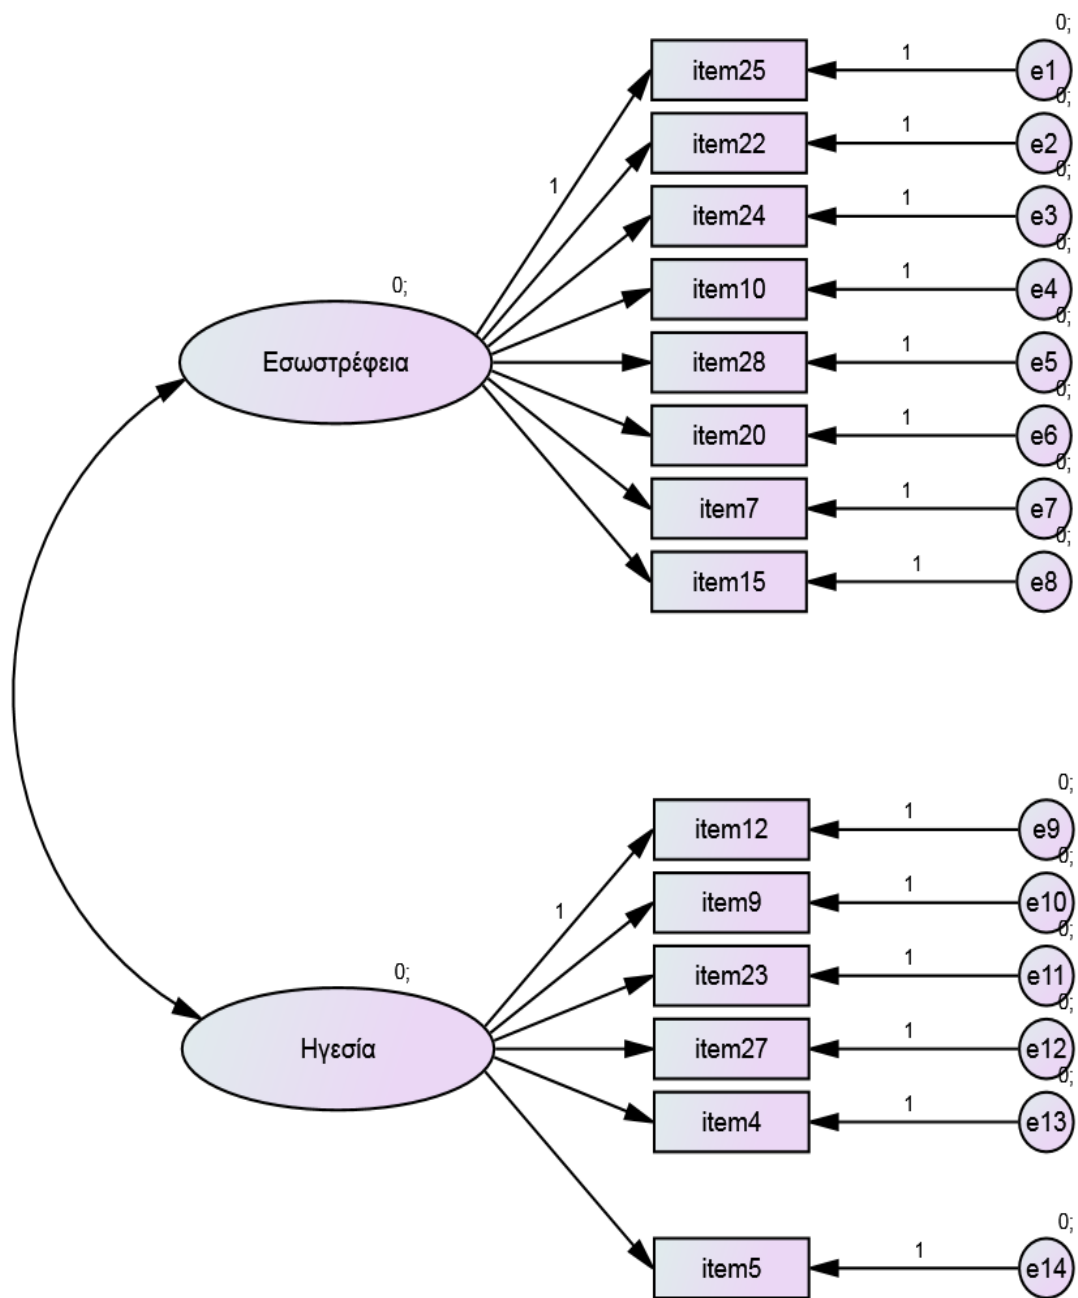 0;
1
item25
e1
0;
1
item22
e2
0;
1
item24
e3
0;
1
item10
e4
0;
1
item28
e5
0;
1
item20
e6
0;
1
item7
e7
0;
1
item15
e8
1
0;
Εσωστρέφεια
0;
1
item12
e9
0;
1
item9
e10
0;
1
item23
e11
0;
1
item27
e12
0;
1
item4
e13
1
0;
Ηγεσία
0;
1
item5
e14